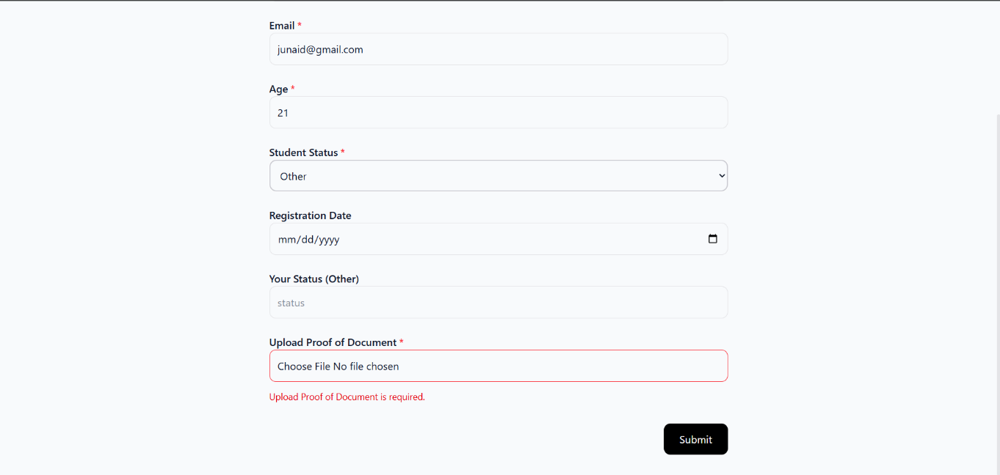 Email *
junaid@gmail.com
Age *
21
Student Status *
Other
Registration Date
mm/dd/yyyy
Your Status (Other)
status
Upload Proof of Document *
Choose File No file chosen
Upload Proof of Document is required.
Submit